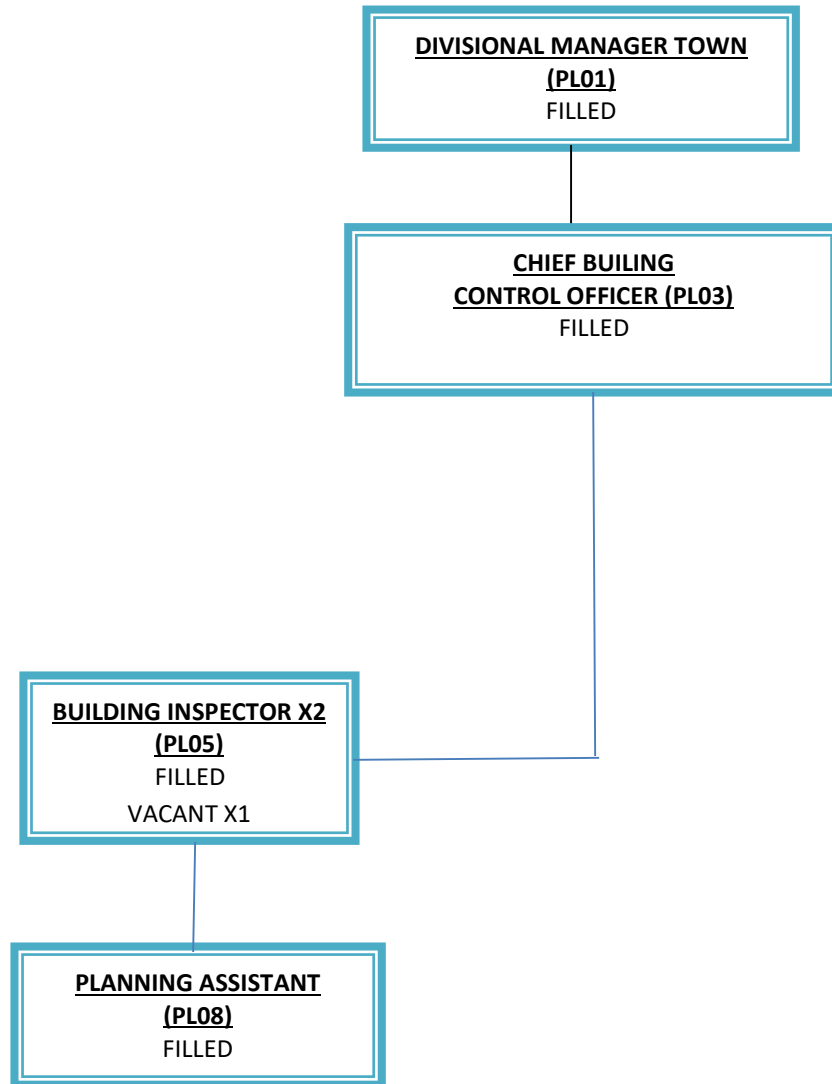 DIVISIONAL MANAGER TOWN
(PL01)
FILLED
CHIEF BUILING
CONTROL OFFICER (PL03)
FILLED
BUILDING INSPECTOR X2
(PL05)
FILLED
VACANT X1
PLANNING ASSISTANT
(PL08)
FILLED